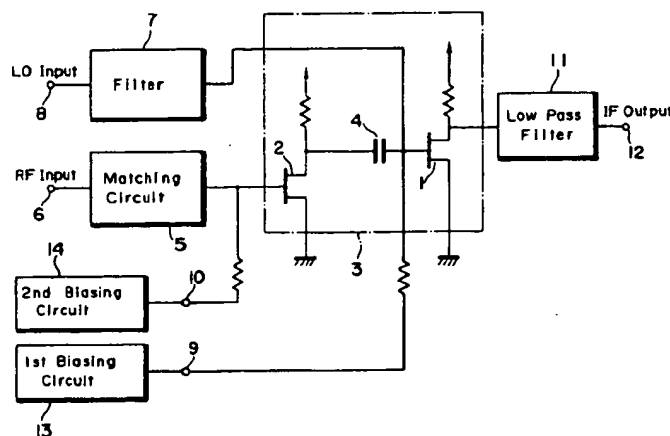 7
11
LO Input
Filter
8
4
Low Pass
Filter
IF Output
12
2
1
RF Input
Matching
Circuit
6
5
3
14
10
2nd Biasing
Circuit
9
1st Biasing
Circuit
13